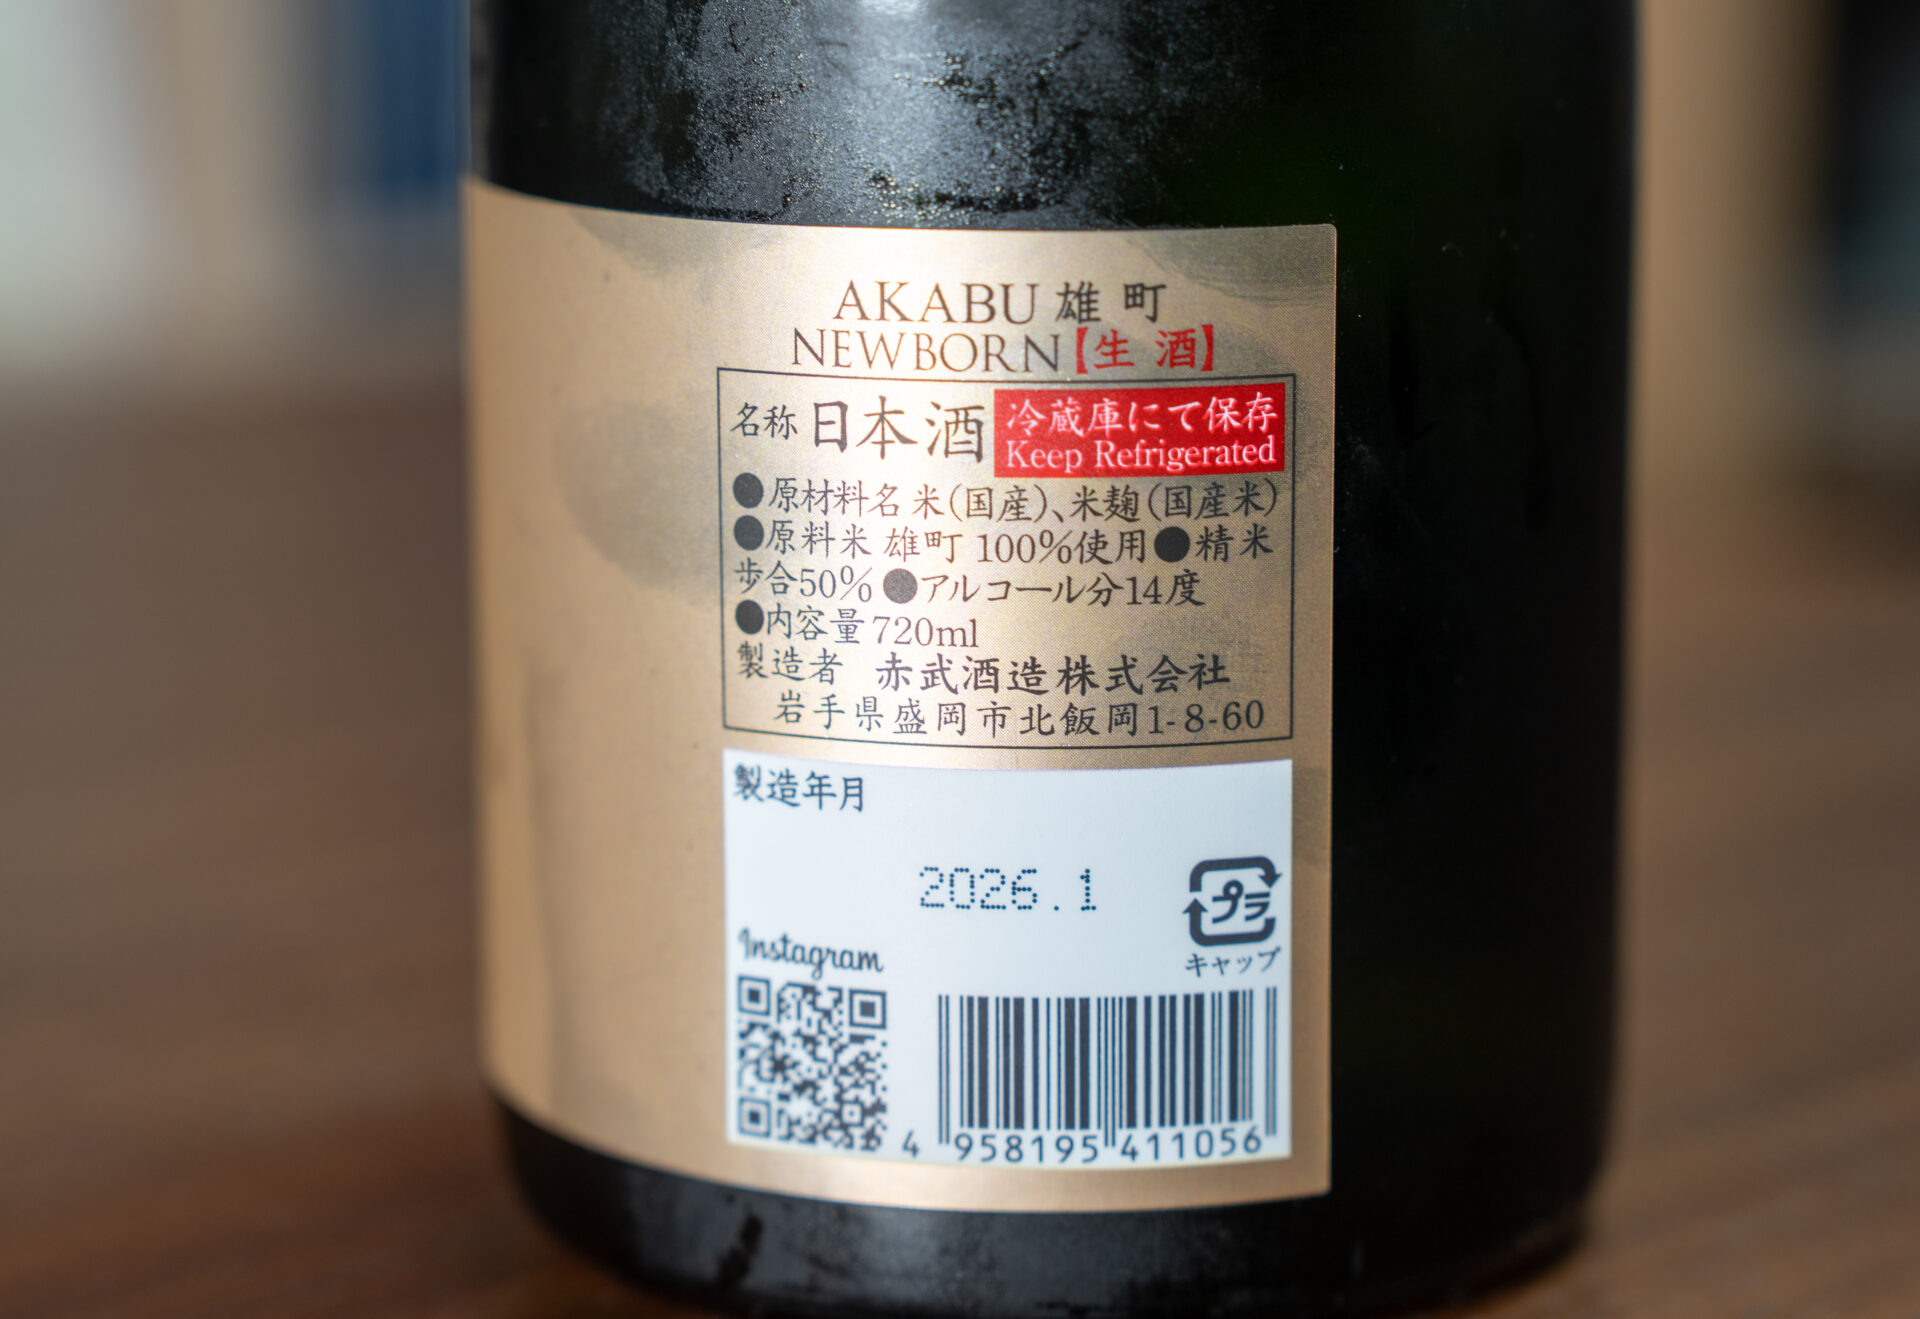 AKABU 雄町
NEWBORN【生酒】
名称 日本酒 冷蔵庫にて保存
Keep Refrigerated
●原材料名 米(国産)、米麹(国産米)
●原料米 雄町 100%使用●精米
歩合50% ●アルコール分14度
●内容量 720ml
製造者 赤武酒造株式会社
岩手県盛岡市北飯岡1-8-60
製造年月
2026.1
プラ
キャップ
Instagram
4 958195 411056